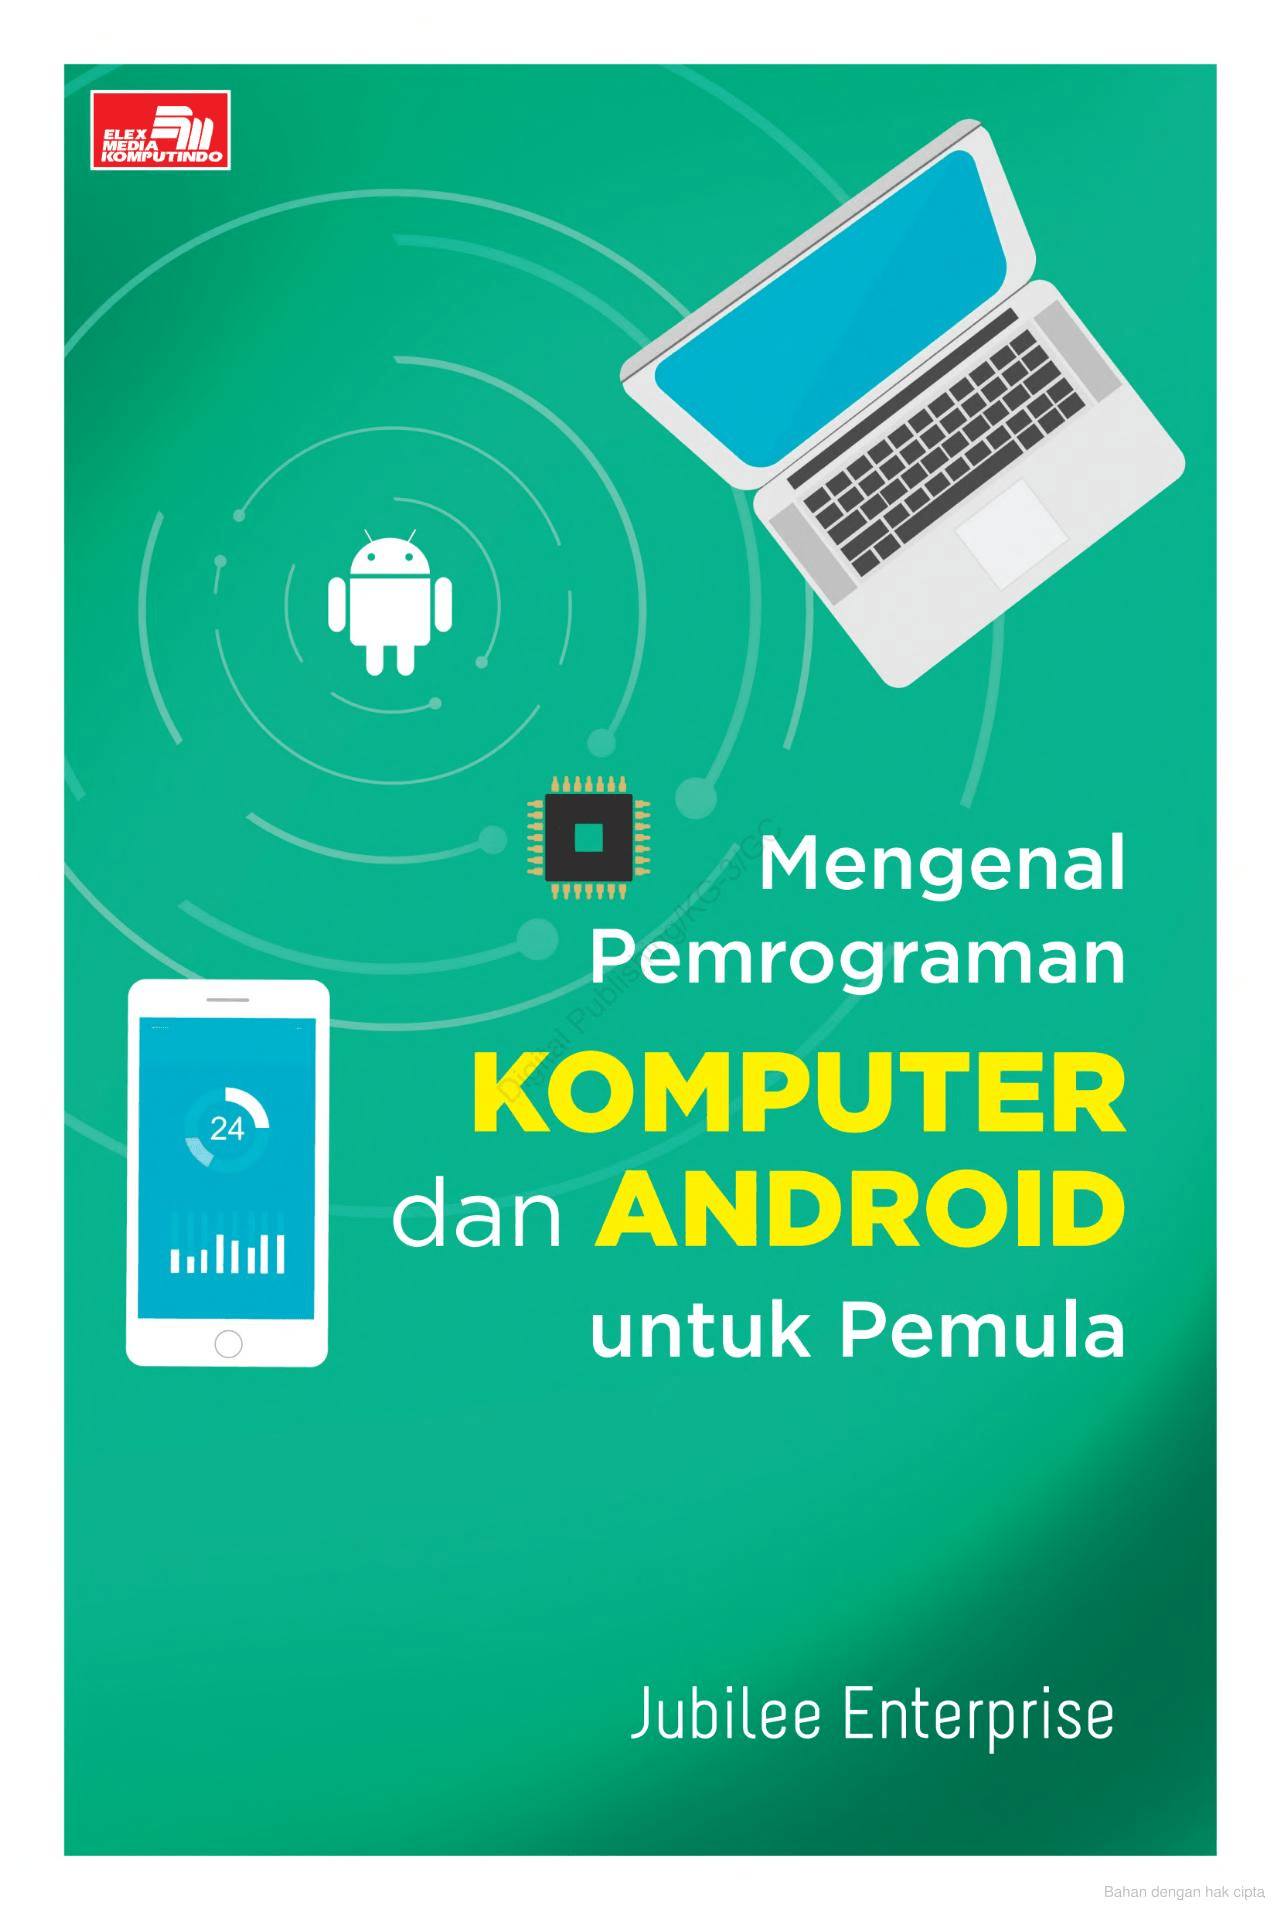 ELEX
MEDIA
KOMPUTINDO
Mengenal
Pemrograman
KOMPUTER
dan ANDROID
untuk Pemula
24
Jubilee Enterprise
Bahan dengan hak cipta